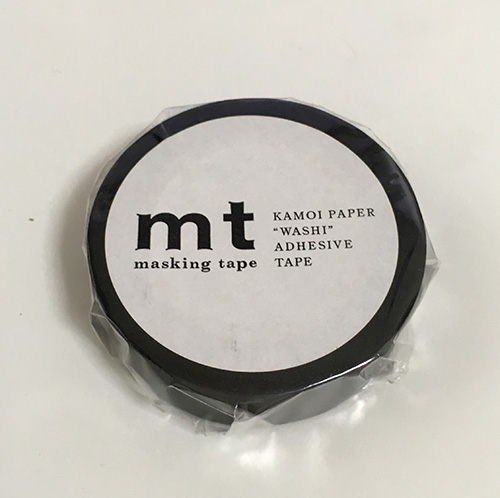 mt
masking tape
KAMOI PAPER
“WASHI”
ADHESIVE
TAPE